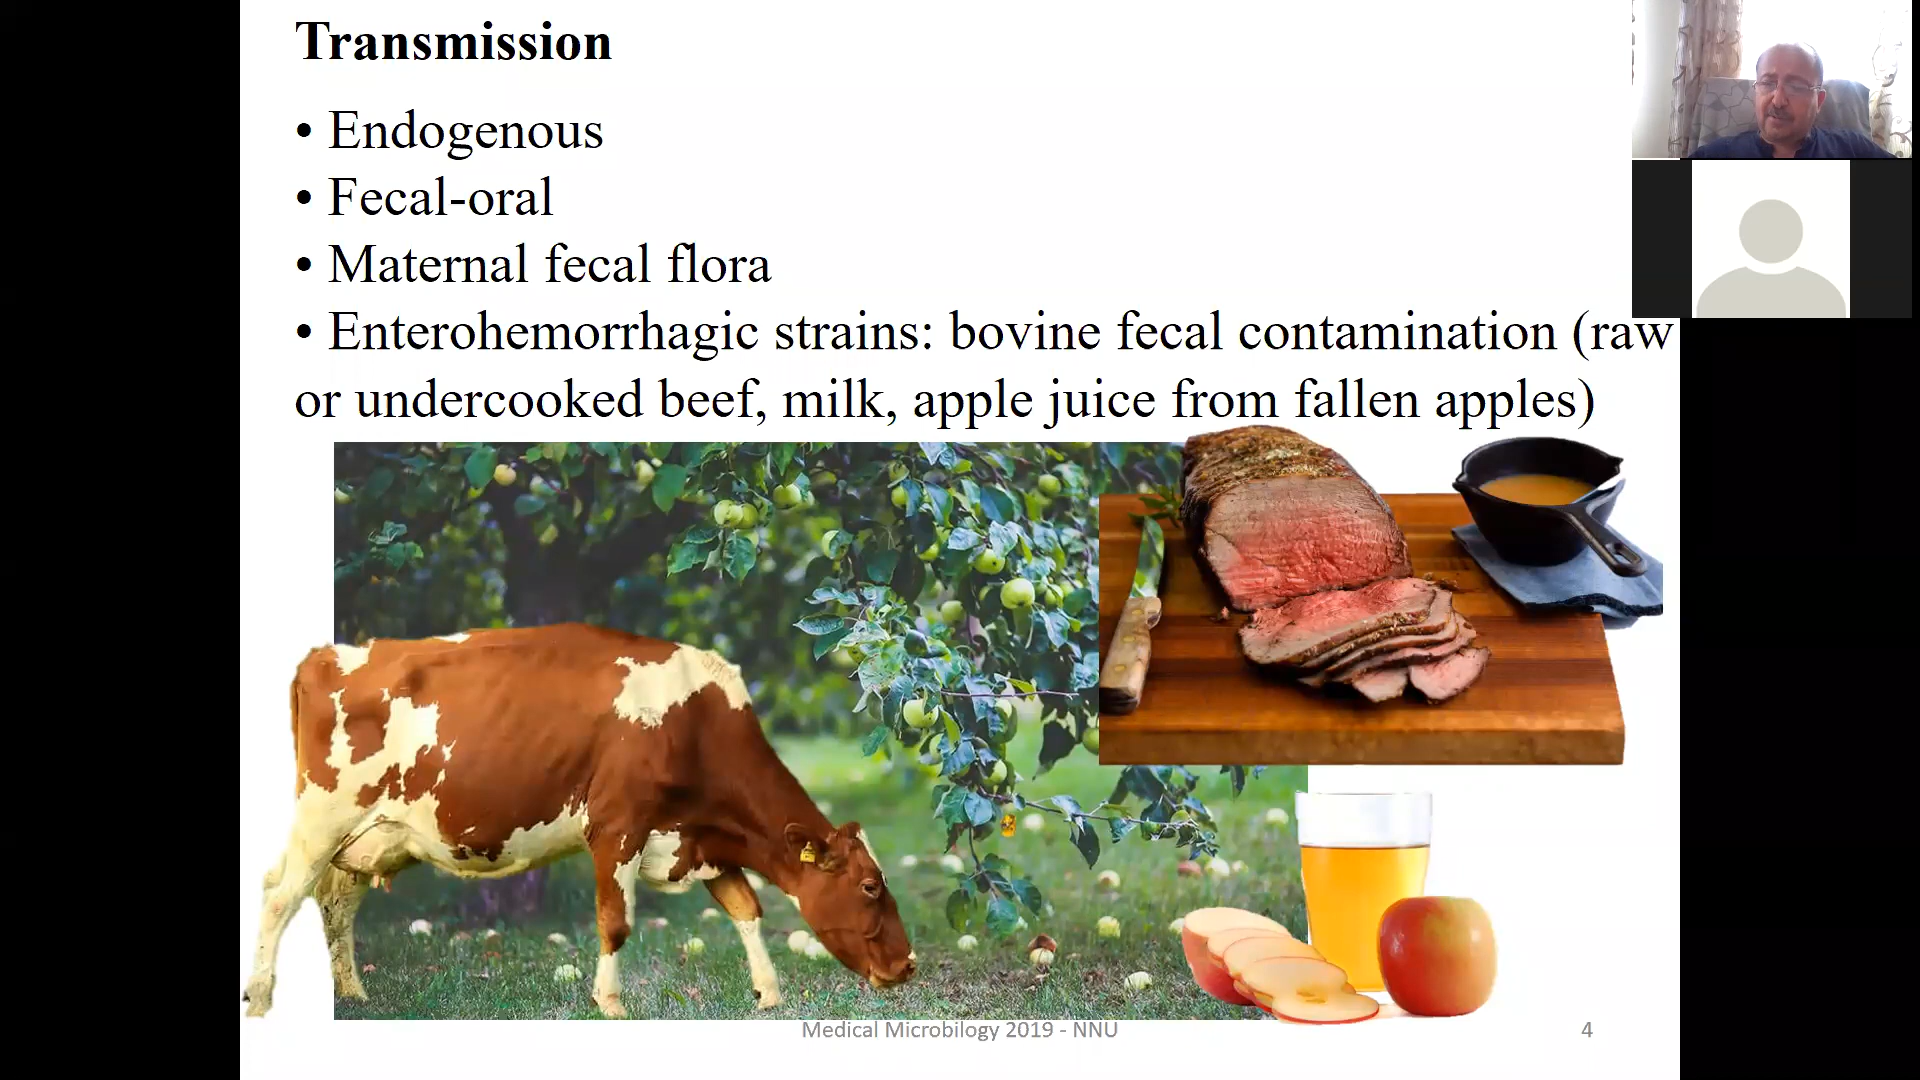 Transmission
• Endogenous
• Fecal-oral
• Maternal fecal flora
• Enterohemorrhagic strains: bovine fecal contamination (raw
or undercooked beef, milk, apple juice from fallen apples)
Medical Microbilogy 2019 - NNU
4